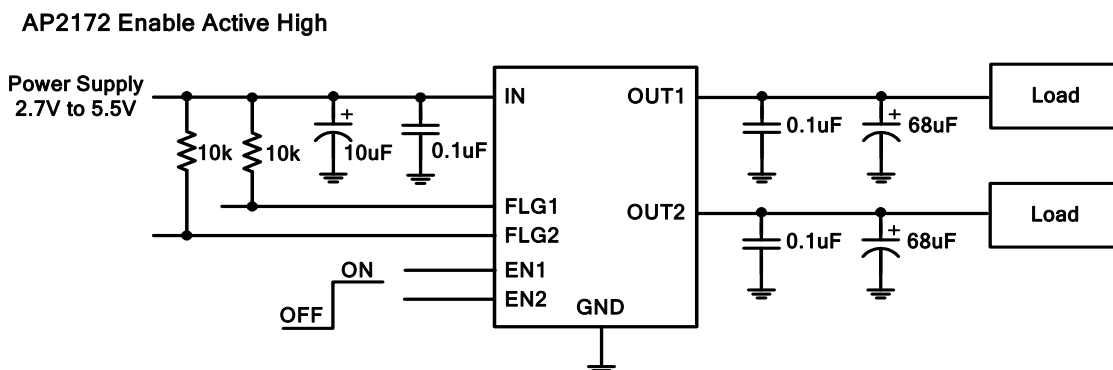 AP2172 Enable Active High
Power Supply
2.7V to 5.5V
IN
OUT1
Load
10k
10k
+
10uF
0.1uF
0.1uF
+
68uF
FLG1
OUT2
Load
FLG2
0.1uF
+
68uF
EN1
ON
EN2
OFF
GND